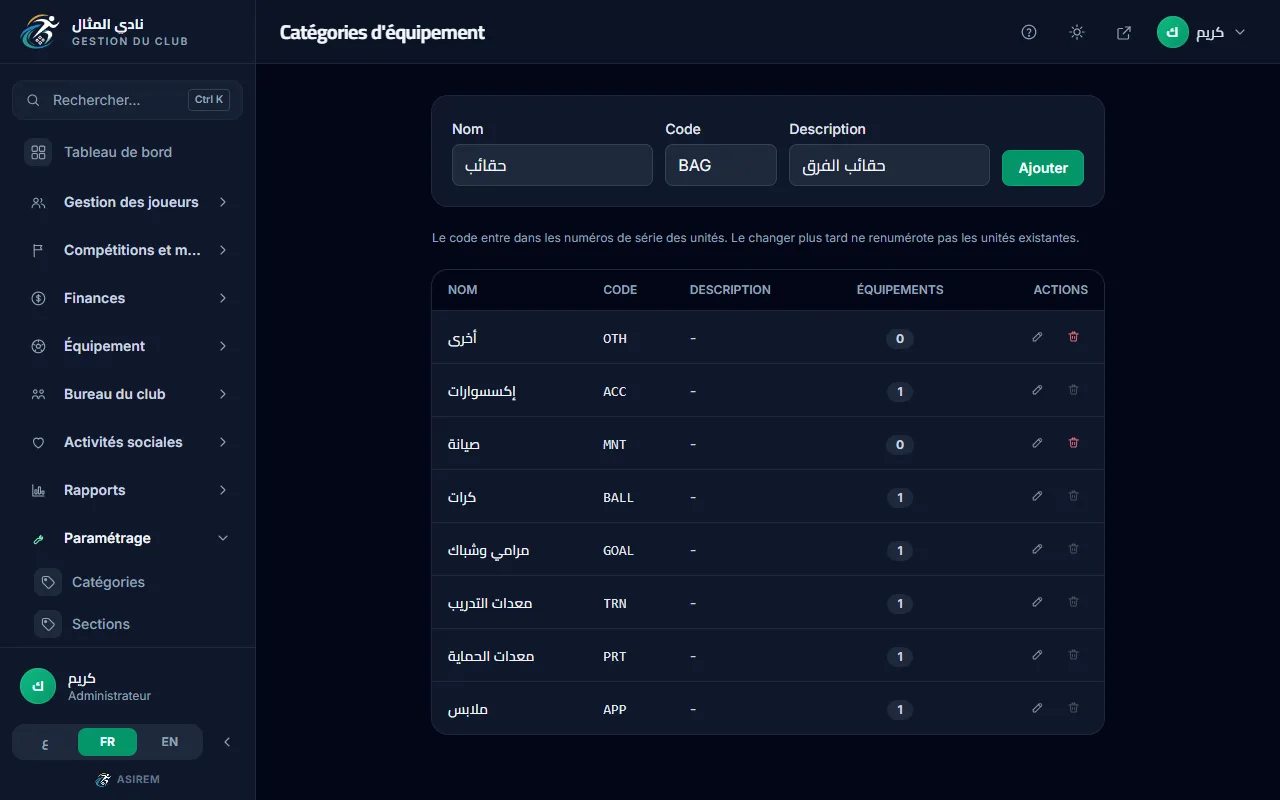 نادي المثال
GESTION DU CLUB
Rechercher...
Ctrl K
Tableau de bord
Gestion des joueurs
Compétitions et m...
Finances
Équipement
Bureau du club
Activités sociales
Rapports
Paramétrage
Catégories
Sections
ك
كريم
Administrateur
ع FR EN
ASIREM
Catégories d'équipement
ك كريم
Nom Code Description
حقائب BAG حقائب الفرق Ajouter
Le code entre dans les numéros de série des unités. Le changer plus tard ne renumérote pas les unités existantes.
NOM CODE DESCRIPTION ÉQUIPEMENTS ACTIONS
أخرى OTH - 0
إكسسوارات ACC - 1
صيانة MNT - 0
كرات BALL - 1
مرامي وشباك GOAL - 1
معدات التدريب TRN - 1
معدات الحماية PRT - 1
ملابس APP - 1